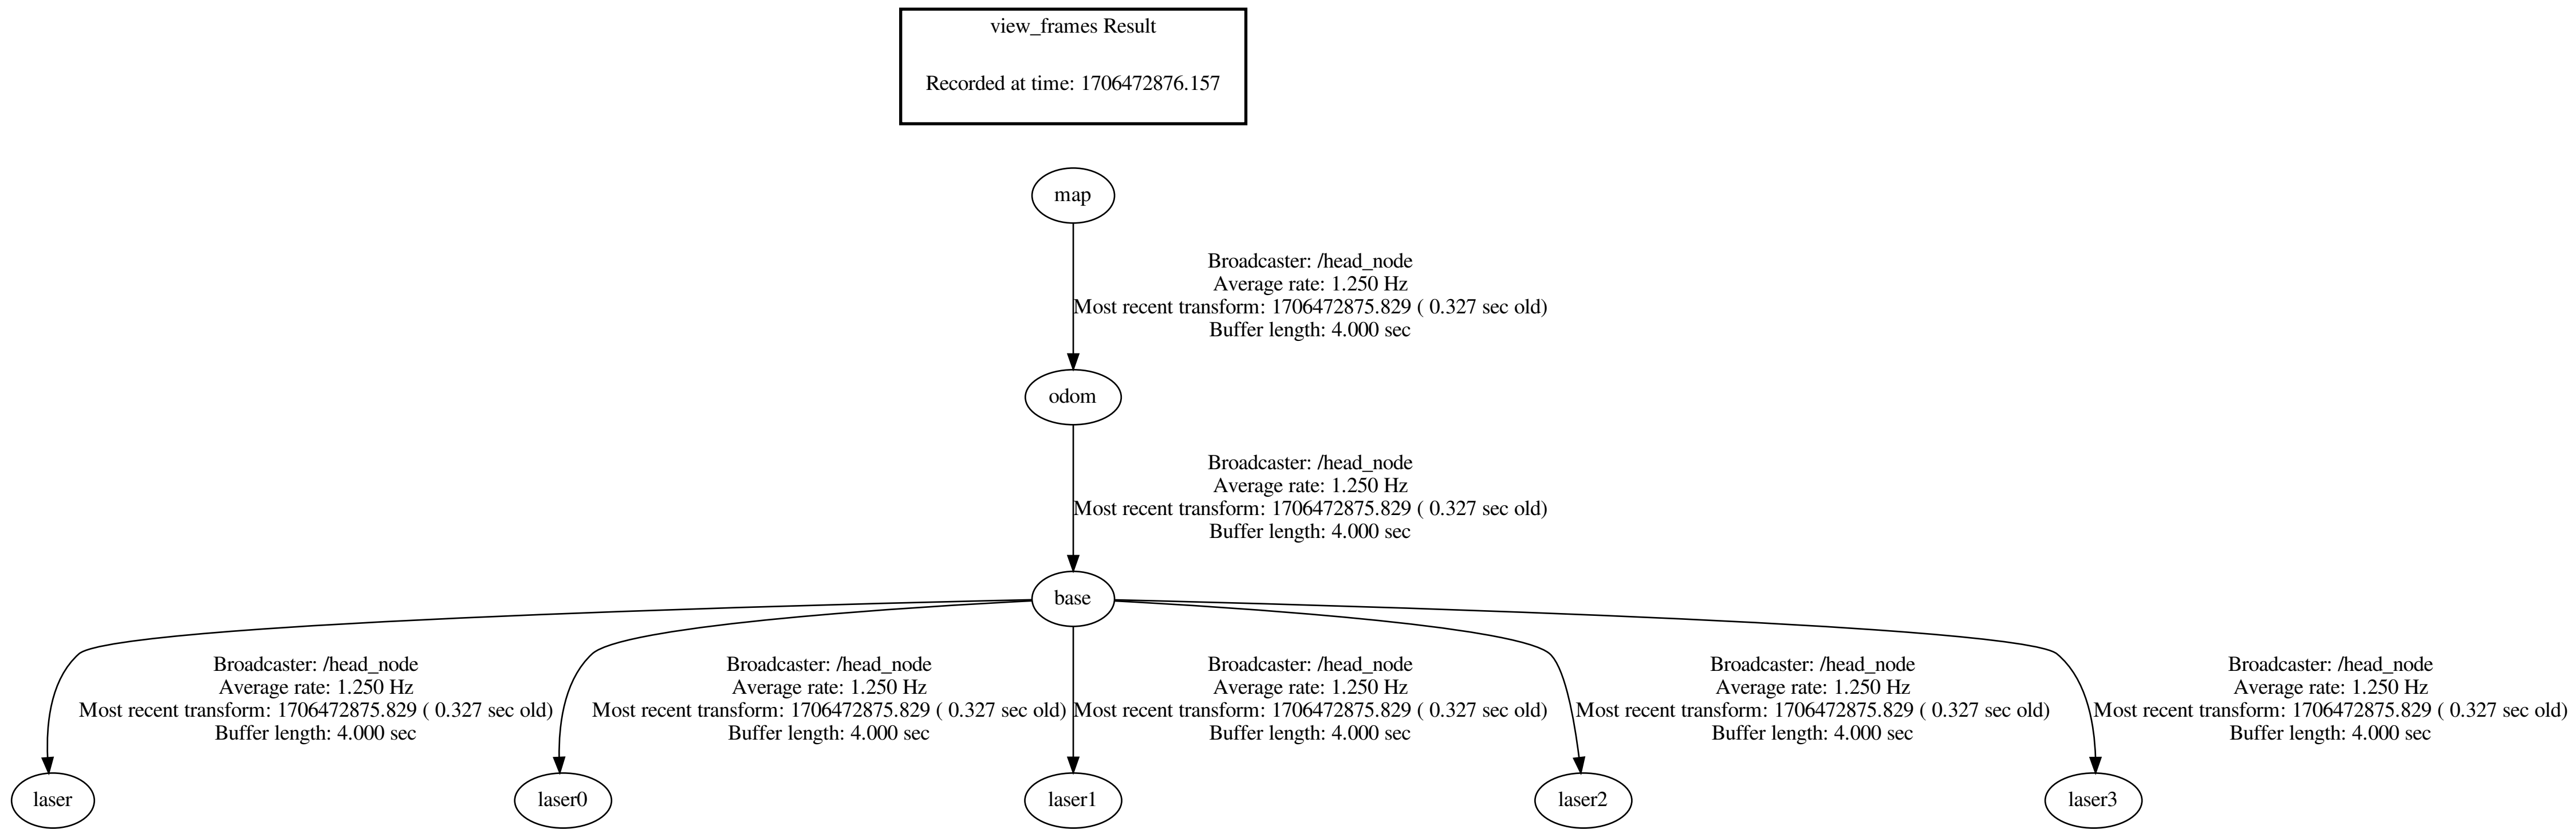 view_frames Result
Recorded at time: 1706472876.157
map
Broadcaster: /head_node
Average rate: 1.250 Hz
Most recent transform: 1706472875.829 ( 0.327 sec old)
Buffer length: 4.000 sec
odom
Broadcaster: /head_node
Average rate: 1.250 Hz
Most recent transform: 1706472875.829 ( 0.327 sec old)
Buffer length: 4.000 sec
base
Broadcaster: /head_node
Average rate: 1.250 Hz
Most recent transform: 1706472875.829 ( 0.327 sec old)
Buffer length: 4.000 sec
Broadcaster: /head_node
Average rate: 1.250 Hz
Most recent transform: 1706472875.829 ( 0.327 sec old)
Buffer length: 4.000 sec
Broadcaster: /head_node
Average rate: 1.250 Hz
Most recent transform: 1706472875.829 ( 0.327 sec old)
Buffer length: 4.000 sec
Broadcaster: /head_node
Average rate: 1.250 Hz
Most recent transform: 1706472875.829 ( 0.327 sec old)
Buffer length: 4.000 sec
Broadcaster: /head_node
Average rate: 1.250 Hz
Most recent transform: 1706472875.829 ( 0.327 sec old)
Buffer length: 4.000 sec
laser
laser0
laser1
laser2
laser3